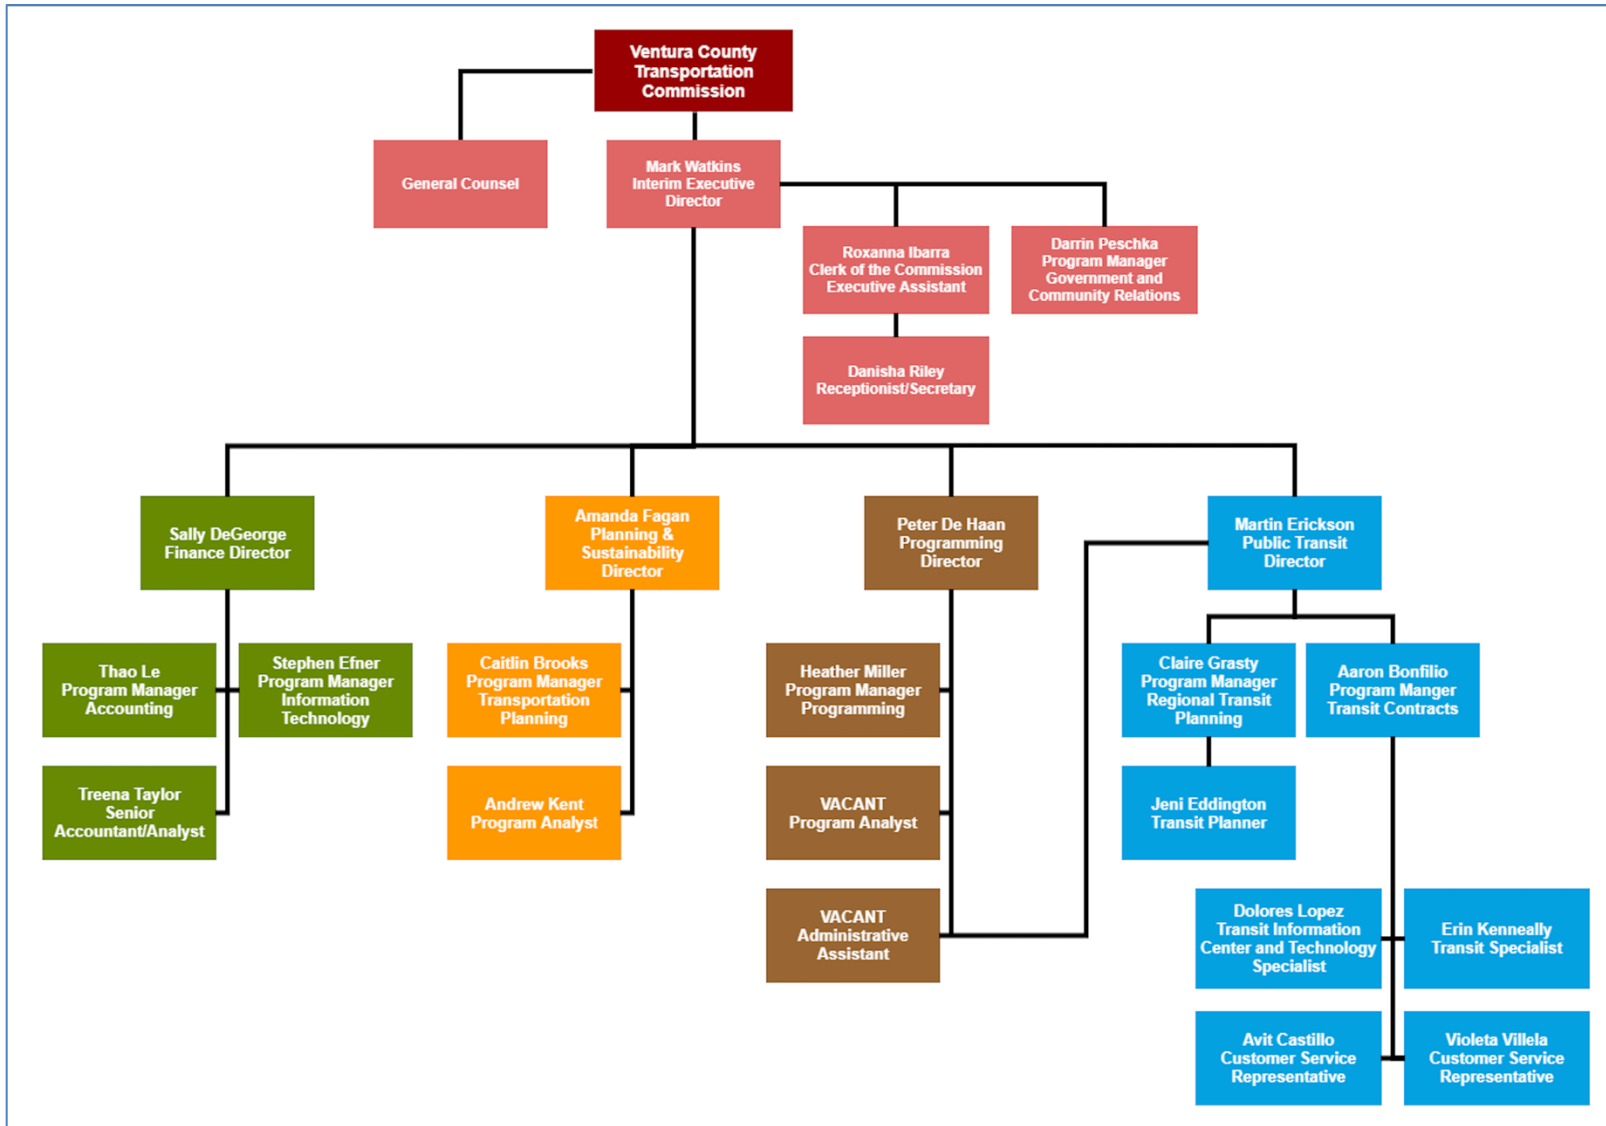 Ventura County
Transportation
Commission
General Counsel
Mark Watkins
Interim Executive
Director
Roxanna Ibarra
Clerk of the Commission
Executive Assistant
Darrin Peschka
Program Manager
Government and
Community Relations
Danisha Riley
Receptionist/Secretary
Sally DeGeorge
Finance Director
Amanda Fagan
Planning &
Sustainability
Director
Peter De Haan
Programming
Director
Martin Erickson
Public Transit
Director
Thao Le
Program Manager
Accounting
Stephen Efner
Program Manager
Information
Technology
Caitlin Brooks
Program Manager
Transportation
Planning
Heather Miller
Program Manager
Programming
Claire Grasty
Program Manager
Regional Transit
Planning
Aaron Bonfilio
Program Manger
Transit Contracts
Treena Taylor
Senior
Accountant/Analyst
Andrew Kent
Program Analyst
VACANT
Program Analyst
Jeni Eddington
Transit Planner
VACANT
Administrative
Assistant
Dolores Lopez
Transit Information
Center and Technology
Specialist
Erin Kenneally
Transit Specialist
Avit Castillo
Customer Service
Representative
Violeta Villela
Customer Service
Representative